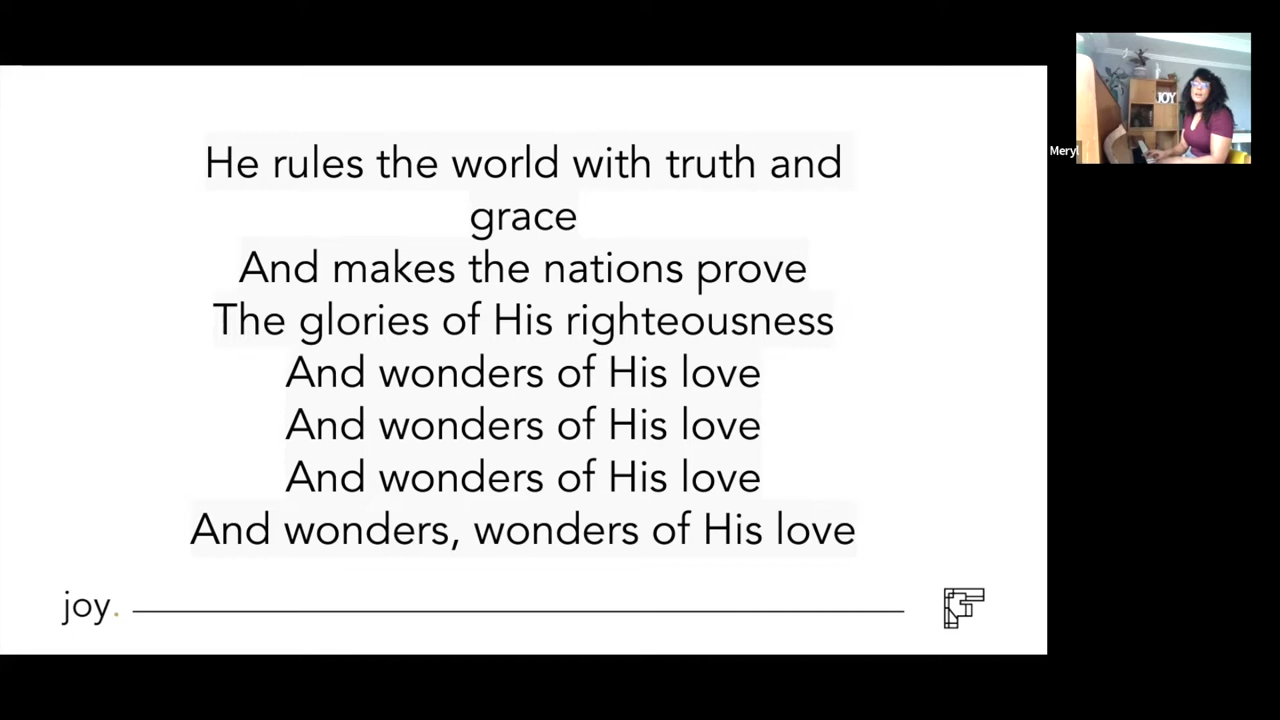 He rules the world with truth and
grace
And makes the nations prove
The glories of His righteousness
And wonders of His love
And wonders of His love
And wonders of His love
And wonders, wonders of His love
joy.
Meryl
JOY